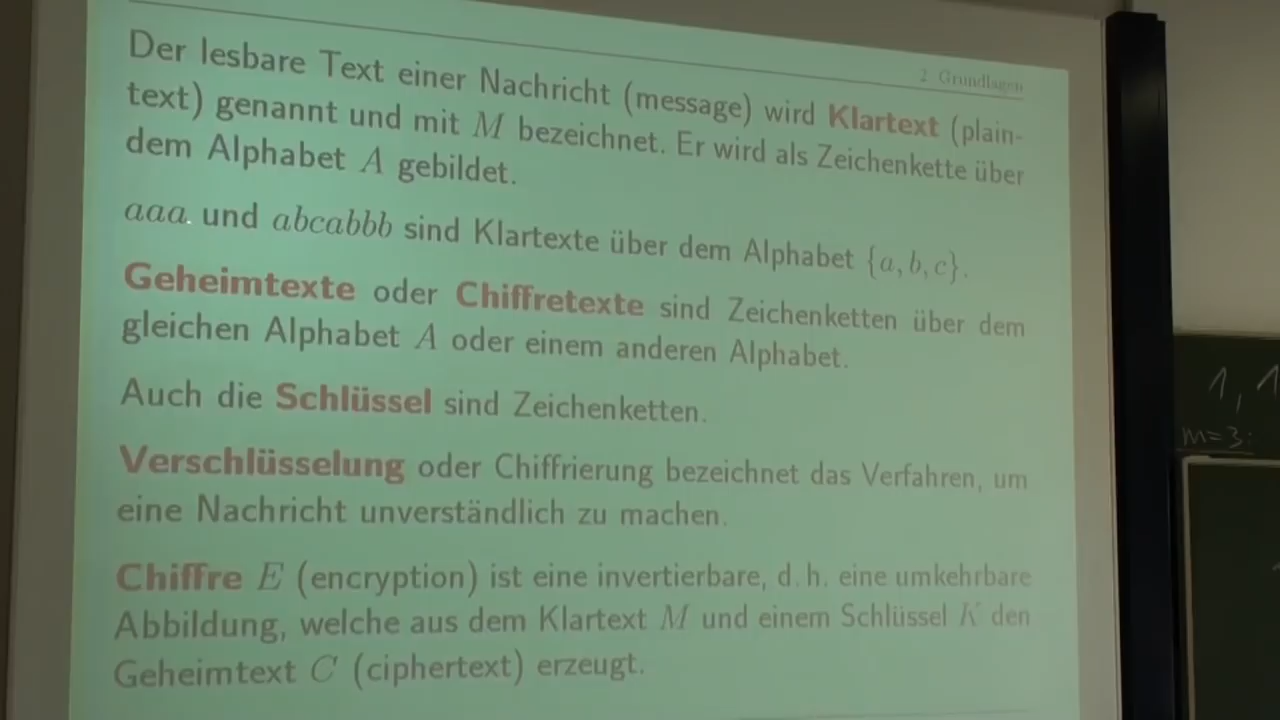 2 Grundlagen
Der lesbare Text einer Nachricht (message) wird Klartext (plain-
text) genannt und mit M bezeichnet. Er wird als Zeichenkette über
dem Alphabet A gebildet.
aaa und abcabbb sind Klartexte über dem Alphabet {a, b, c}.
Geheimtexte oder Chiffretexte sind Zeichenketten über dem
gleichen Alphabet A oder einem anderen Alphabet.
Auch die Schlüssel sind Zeichenketten.
Verschlüsselung oder Chiffrierung bezeichnet das Verfahren, um
eine Nachricht unverständlich zu machen.
Chiffre E (encryption) ist eine invertierbare, d. h. eine umkehrbare
Abbildung, welche aus dem Klartext M und einem Schlüssel K den
Geheimtext C (ciphertext) erzeugt.
1, 1
m=3: